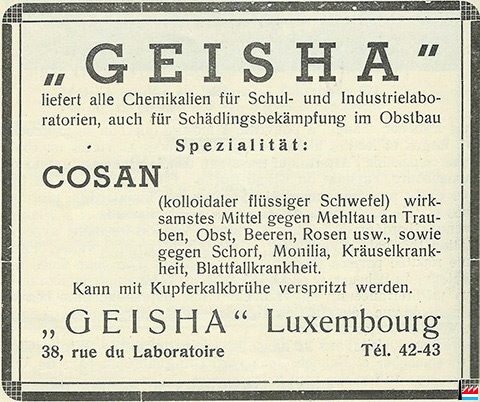 „GEISHA"
liefert alle Chemikalien für Schul- und Industrielabo-
ratorien, auch für Schädlingsbekämpfung im Obstbau
Spezialität:
COSAN
(kolloidaler flüssiger Schwefel) wirk-
samstes Mittel gegen Mehltau an Trau-
ben, Obst, Beeren, Rosen usw., sowie
gegen Schorf, Monilia, Kräuselkrank-
heit, Blattfallkrankheit.
Kann mit Kupferkalkbrühe verspritzt werden.
„GEISHA" Luxembourg
38, rue du Laboratoire Tél. 42-43